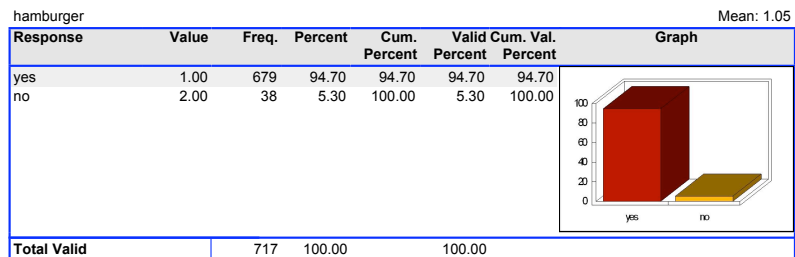 hamburger Mean: 1.05
Response Value Freq. Percent Cum. Percent Valid Percent Cum. Val. Percent Graph
yes 1.00 679 94.70 94.70 94.70 94.70
no 2.00 38 5.30 100.00 5.30 100.00
100
80
60
40
20
0
yes no
Total Valid 717 100.00 100.00